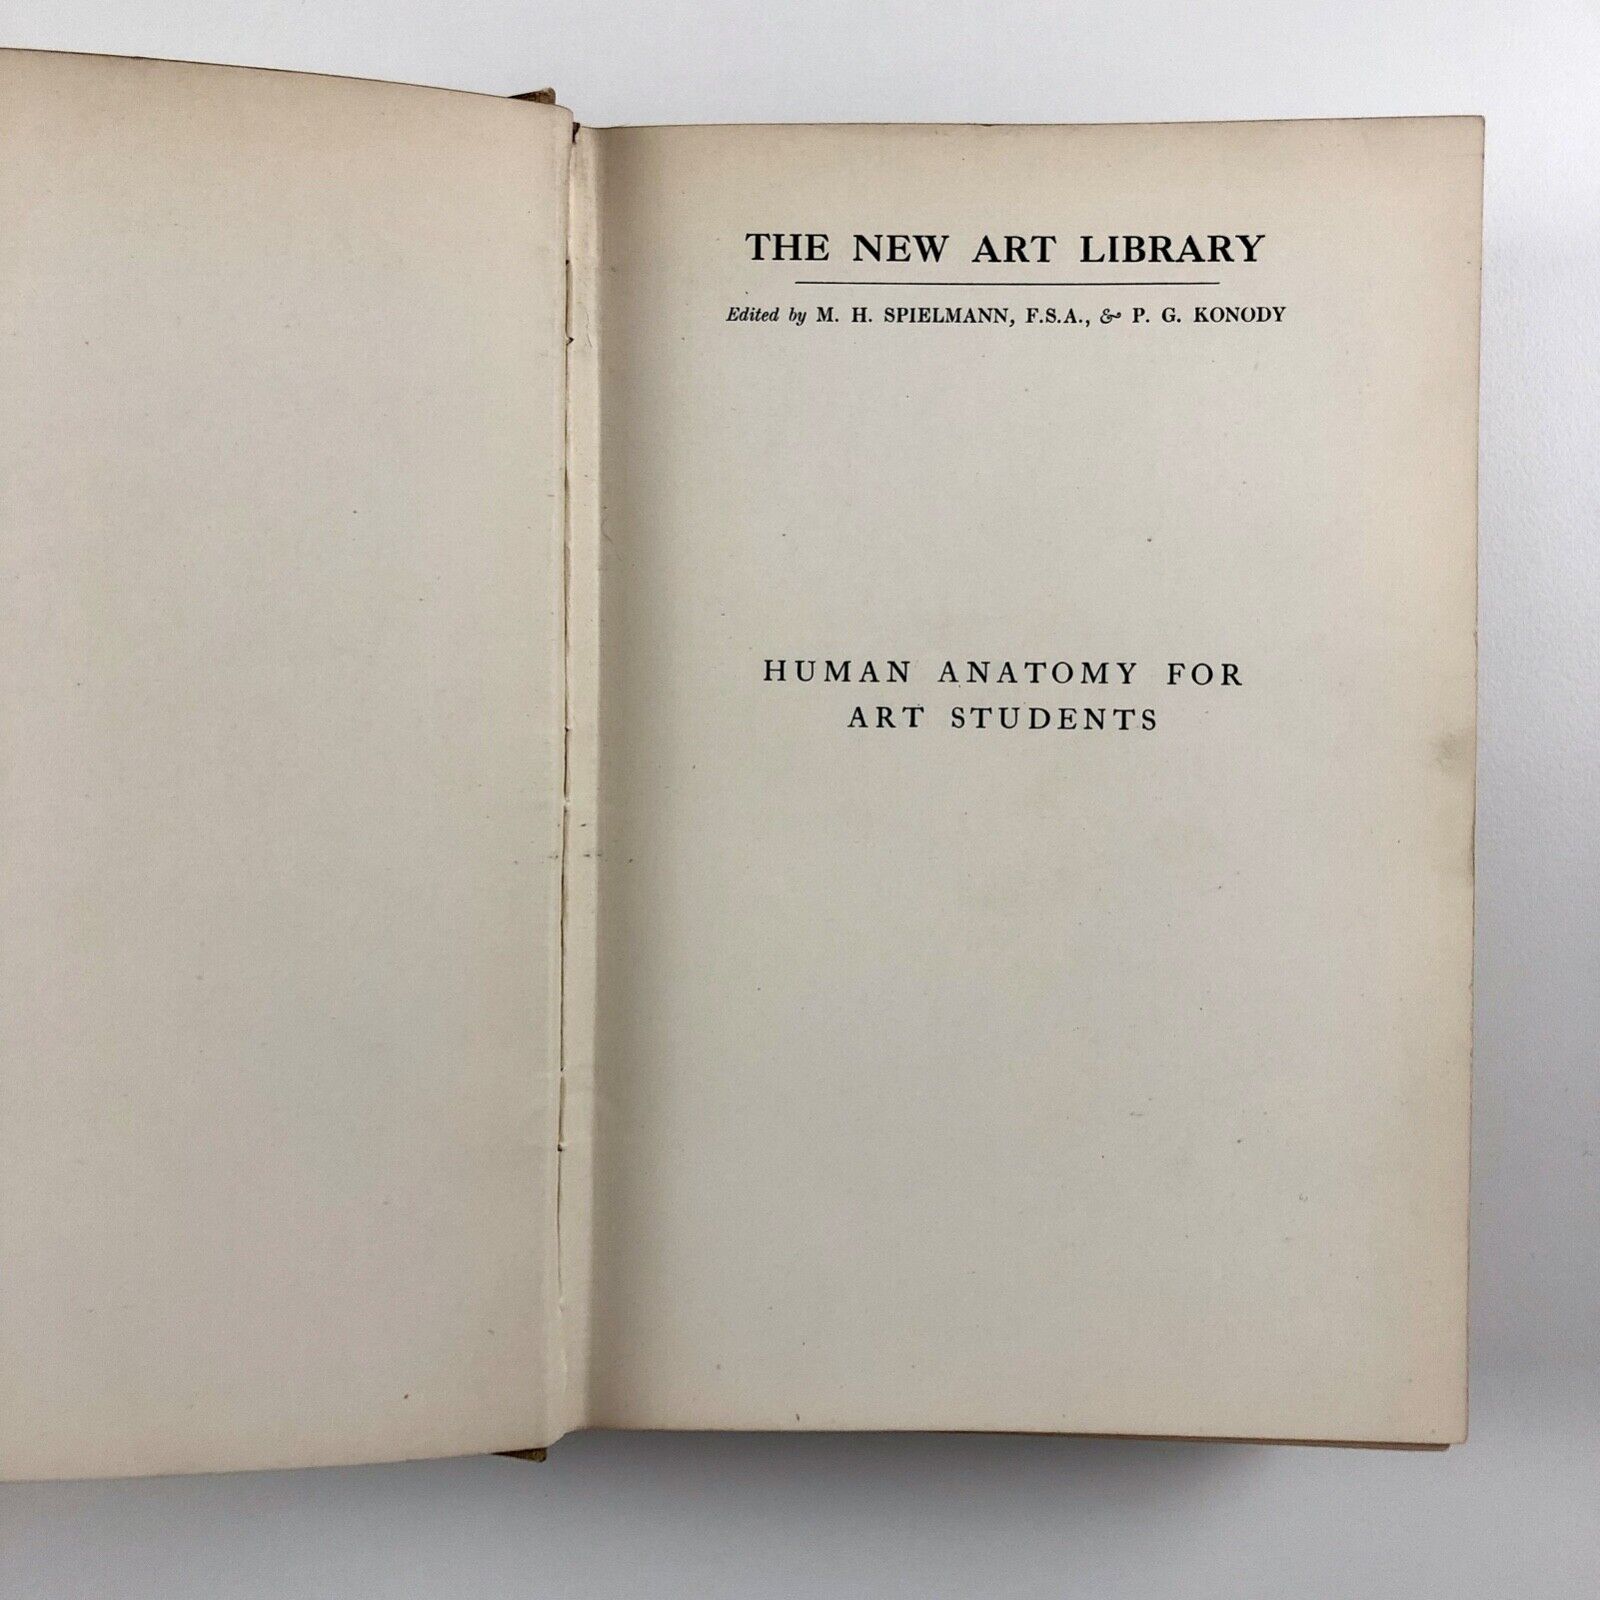 THE NEW ART LIBRARY
Edited by M. H. SPIELMANN, F.S.A., & P. G. KONODY
HUMAN ANATOMY FOR
ART STUDENTS